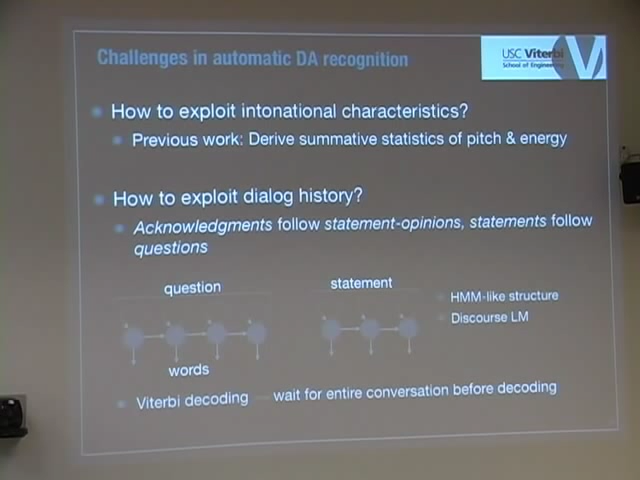 Challenges in automatic DA recognition
USC Viterbi
School of Engineering
How to exploit intonational characteristics?
Previous work: Derive summative statistics of pitch & energy
How to exploit dialog history?
Acknowledgments follow statement-opinions, statements follow
questions
question
statement
HMM-like structure
Discourse LM
words
Viterbi decoding — wait for entire conversation before decoding